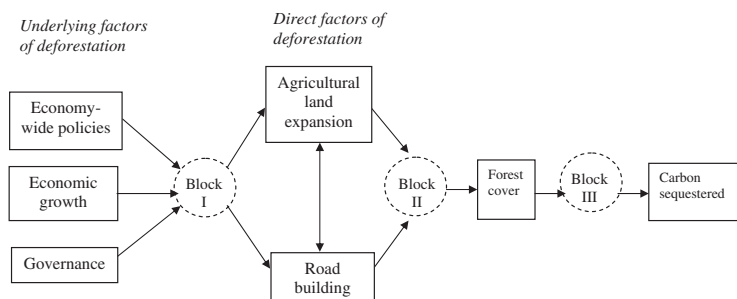 Underlying factors
of deforestation
Direct factors of
deforestation
Economy-
wide policies
Economic
growth
Governance
Block
I
Agricultural
land
expansion
Road
building
Block
II
Forest
cover
Block
III
Carbon
sequestered